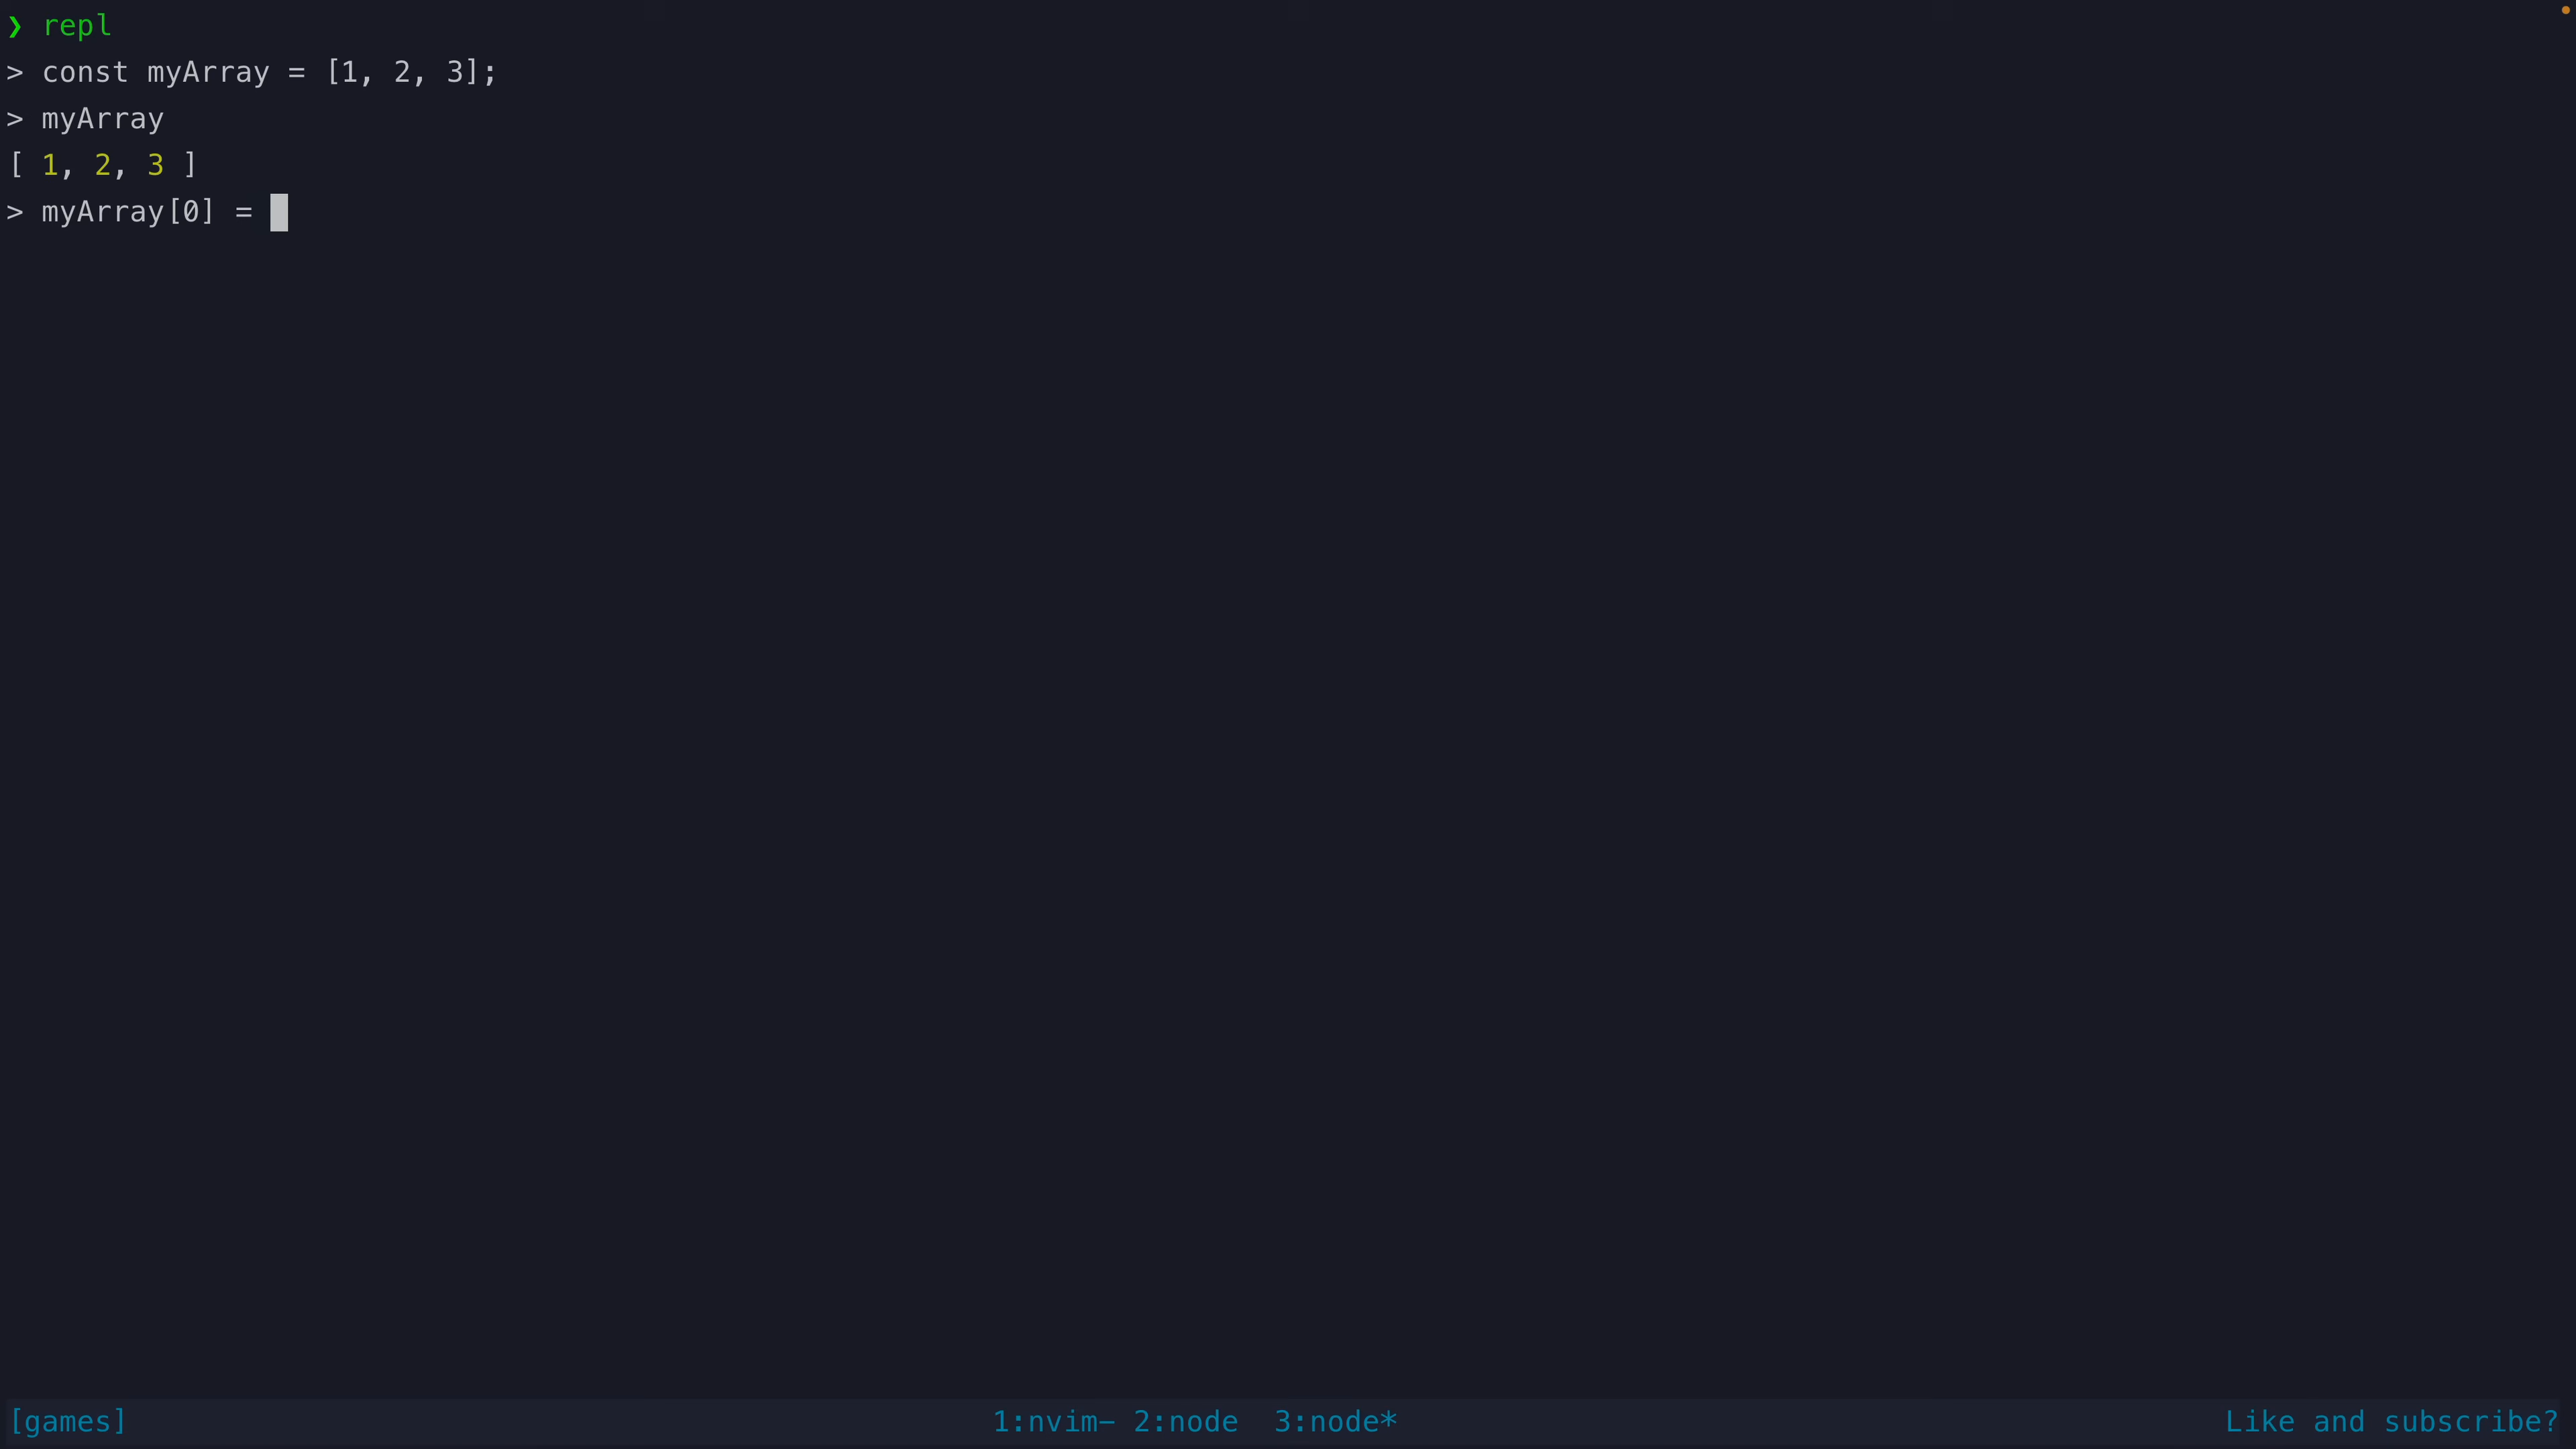 ❯ repl
> const myArray = [1, 2, 3];
> myArray
[ 1, 2, 3 ]
> myArray[0] =
[games] 1:nvim- 2:node  3:node* Like and subscribe?